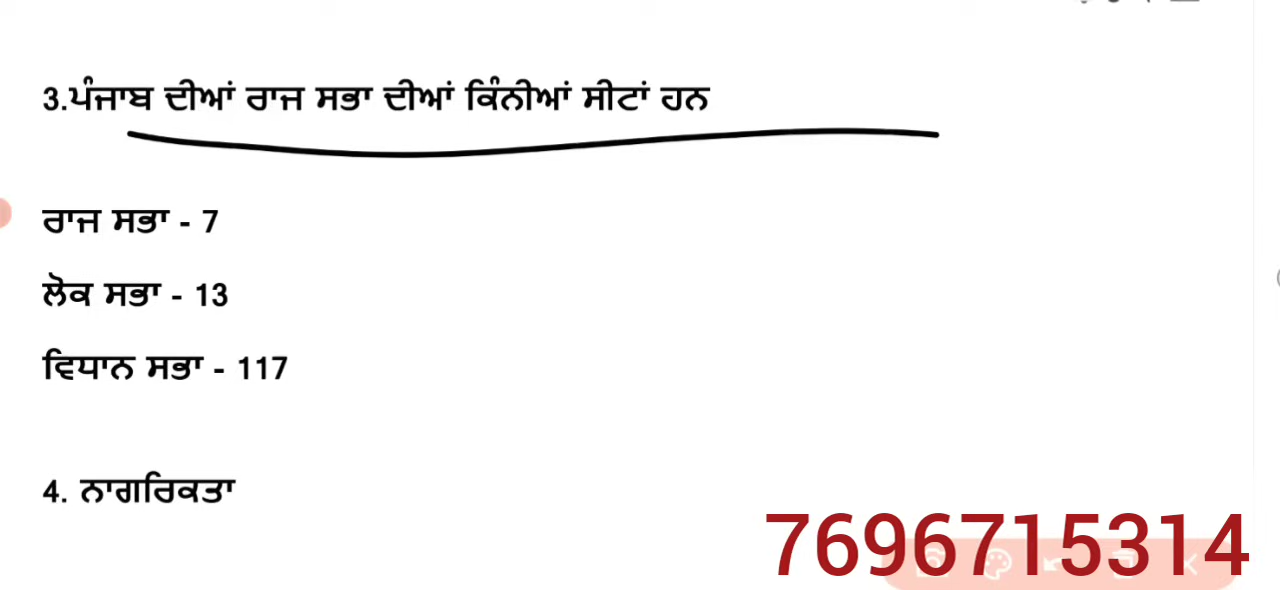 3.ਪੰਜਾਬ ਦੀਆਂ ਰਾਜ ਸਭਾ ਦੀਆਂ ਕਿੰਨੀਆਂ ਸੀਟਾਂ ਹਨ
ਰਾਜ ਸਭਾ - 7
ਲੋਕ ਸਭਾ - 13
ਵਿਧਾਨ ਸਭਾ - 117
4. ਨਾਗਰਿਕਤਾ
7696715314